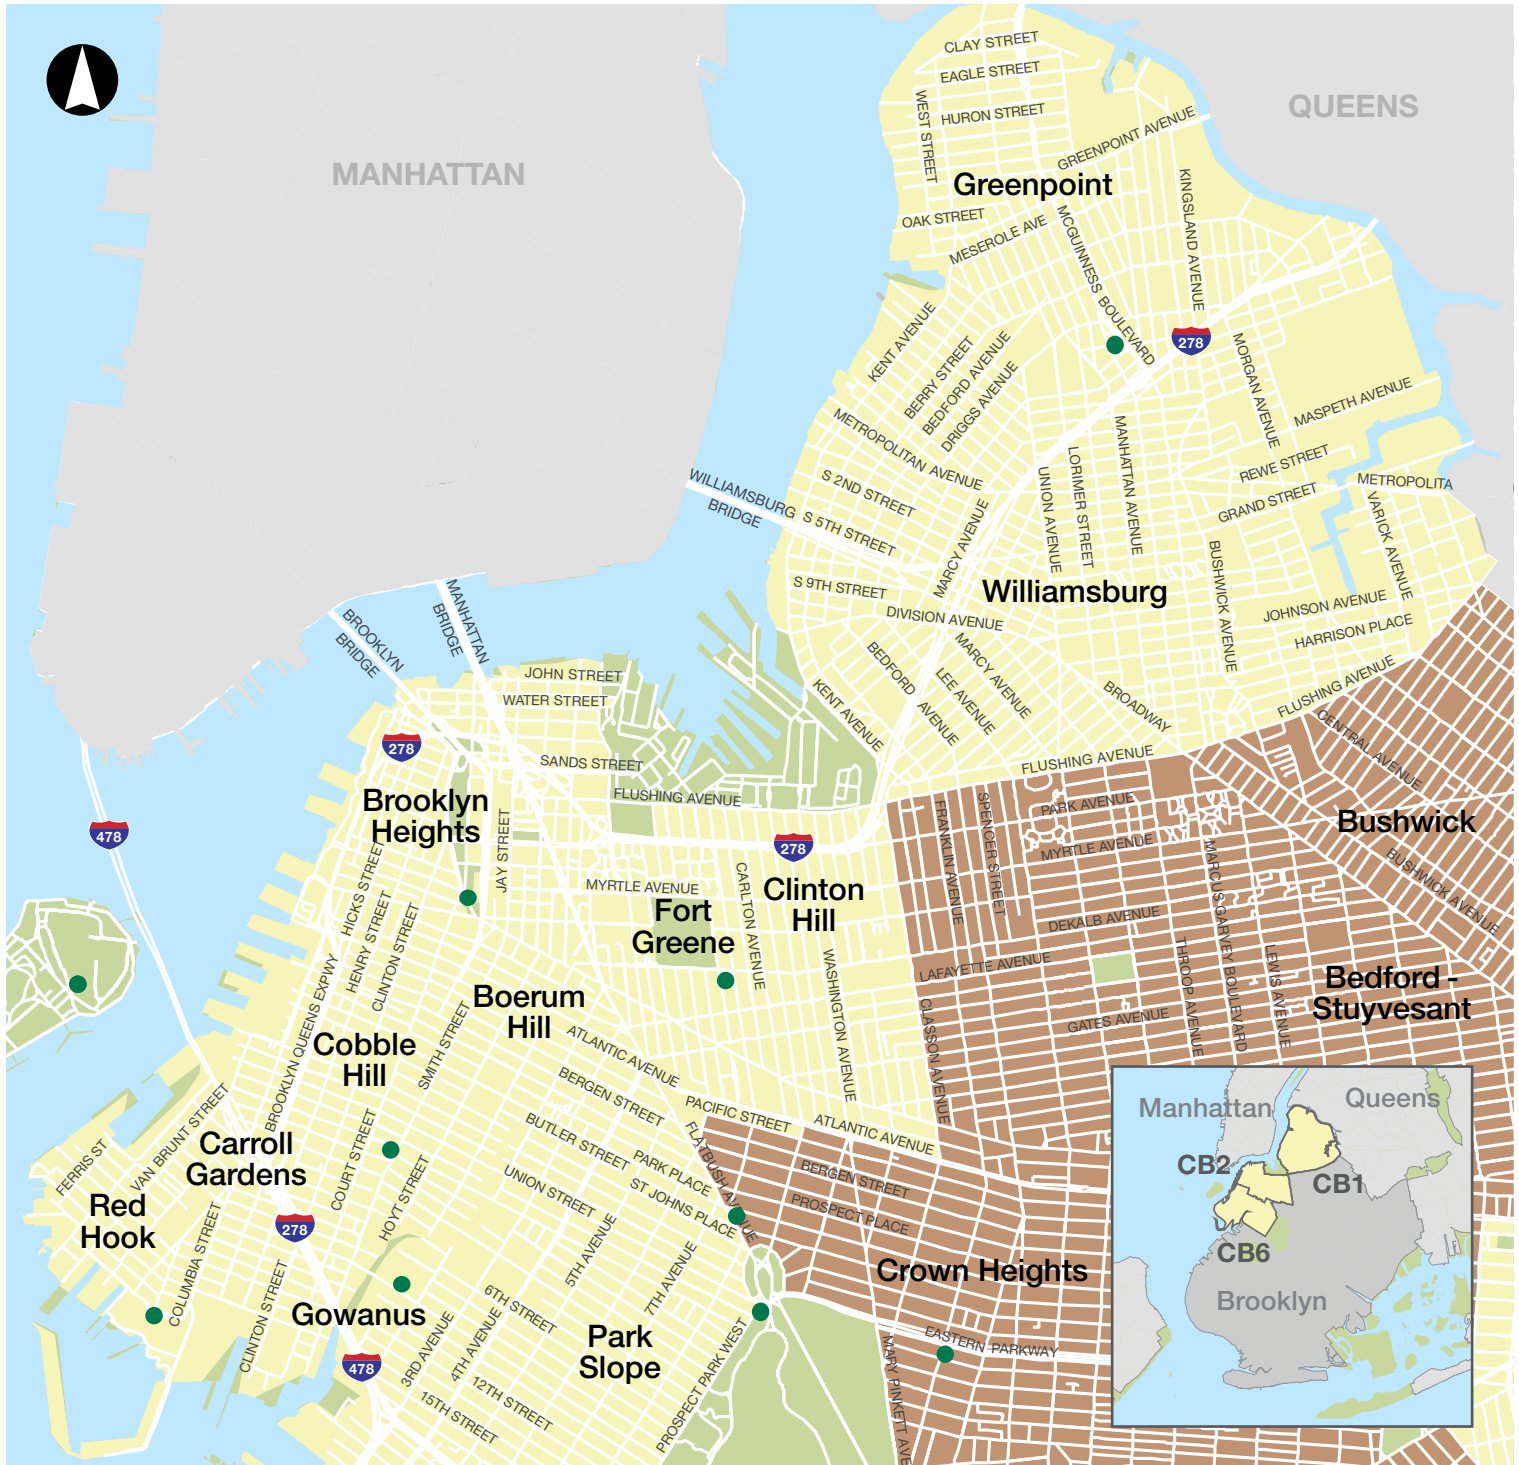 CLAY STREET
EAGLE STREET
WEST STREET
HURON STREET
QUEENS
GREENPOINT AVENUE
MANHATTAN
Greenpoint
KINGSLAND AVENUE
OAK STREET
MESEROLE AVE
MCGUINNESS BOULEVARD
KENT AVENUE
278
BERRY STREET
BEDFORD AVENUE
DRIGGS AVENUE
MORGAN AVENUE
MASPETH AVENUE
METROPOLITAN AVENUE
MANHATTAN AVENUE
LORIMER STREET
UNION AVENUE
REWE STREET
S 2ND STREET
WILLIAMSBURG
BRIDGE
GRAND STREET
METROPOLITA
VARICK AVENUE
S 5TH STREET
MARCY AVENUE
BUSHWICK AVENUE
S 9TH STREET
Williamsburg
DIVISION AVENUE
JOHNSON AVENUE
HARRISON PLACE
MANHATTAN
BRIDGE
BROOKLYN
BRIDGE
BEDFORD
AVENUE
LEE AVENUE
MARCY AVENUE
JOHN STREET
WATER STREET
KENT AVENUE
BROADWAY
FLUSHING AVENUE
CENTRAL AVENUE
278
SANDS STREET
FLUSHING AVENUE
FLUSHING AVENUE
Brooklyn
Heights
478
JAY STREET
278
FRANKLIN AVENUE
SPENCER STREET
PARK AVENUE
MYRTLE AVENUE
Bushwick
BUSHWICK AVENUE
MARCUS GARVEY BOULEVARD
HICKS STREET
HENRY STREET
CLINTON STREET
MYRTLE AVENUE
CARLTON AVENUE
Clinton
Hill
Fort
Greene
DEKALB AVENUE
LAFAYETTE AVENUE
THROOP AVENUE
LEWIS AVENUE
WASHINGTON AVENUE
Bedford -
Stuyvesant
BROOKLYN QUEENS EXPWY
Boerum
Hill
SMITH STREET
CLASSON AVENUE
GATES AVENUE
Cobble
Hill
ATLANTIC AVENUE
BERGEN STREET
PACIFIC STREET
ATLANTIC AVENUE
VAN BRUNT STREET
FERRIS ST
Carroll
Gardens
COURT STREET
BUTLER STREET
PARK PLACE
FLATBUSH AVENUE
UNION STREET
ST JOHNS PLACE
BERGEN STREET
PROSPECT PLACE
HOYT STREET
Red
Hook
COLUMBIA STREET
278
5TH AVENUE
7TH AVENUE
Crown Heights
CLINTON STREET
Gowanus
6TH STREET
3RD AVENUE
4TH AVENUE
Park
Slope
PROSPECT PARK WEST
EASTERN PARKWAY
MARY PINKETT AVE
478
12TH STREET
15TH STREET
Manhattan
Queens
CB2
CB1
CB6
Brooklyn